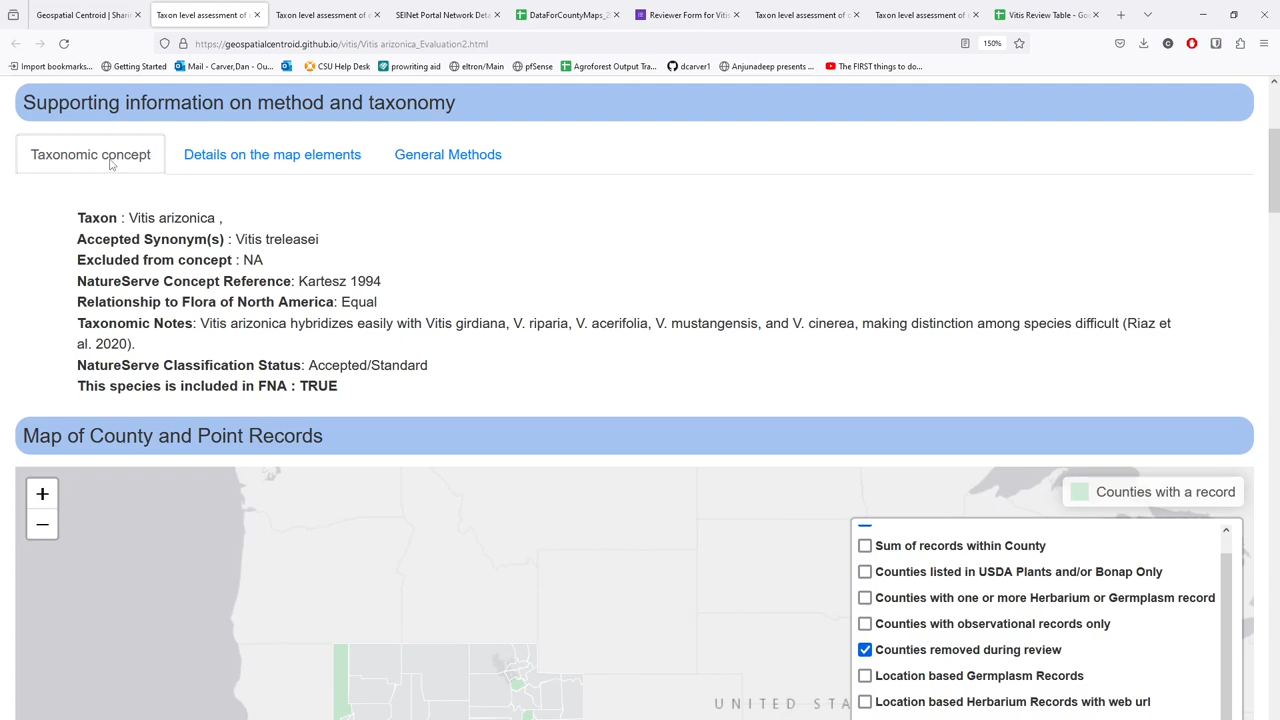 Geospatial Centroid | Sharin
Taxon level assessment of
Taxon level assessment of
SEINet Portal Network Deta
DataForCountyMaps_
Reviewer Form for Vitis
Taxon level assessment of
Taxon level assessment of
Vitis Review Table - Goo
https://geospatialcentroid.github.io/vitis/Vitis arizonica_Evaluation2.html
150%
Import bookmarks...
Getting Started
Mail - Carver,Dan - Ou...
CSU Help Desk
prowriting aid
eltron/Main
pfSense
Agroforest Output Tra...
dcarver1
Anjunadeep presents ...
The FIRST things to do...
Supporting information on method and taxonomy
Taxonomic concept
Details on the map elements
General Methods
Taxon : Vitis arizonica ,
Accepted Synonym(s) : Vitis treleasei
Excluded from concept : NA
NatureServe Concept Reference: Kartesz 1994
Relationship to Flora of North America: Equal
Taxonomic Notes: Vitis arizonica hybridizes easily with Vitis girdiana, V. riparia, V. acerifolia, V. mustangensis, and V. cinerea, making distinction among species difficult (Riaz et
al. 2020).
NatureServe Classification Status: Accepted/Standard
This species is included in FNA : TRUE
Map of County and Point Records
+
−
Counties with a record
Sum of records within County
Counties listed in USDA Plants and/or Bonap Only
Counties with one or more Herbarium or Germplasm record
Counties with observational records only
Counties removed during review
Location based Germplasm Records
Location based Herbarium Records with web url
UNITED STA